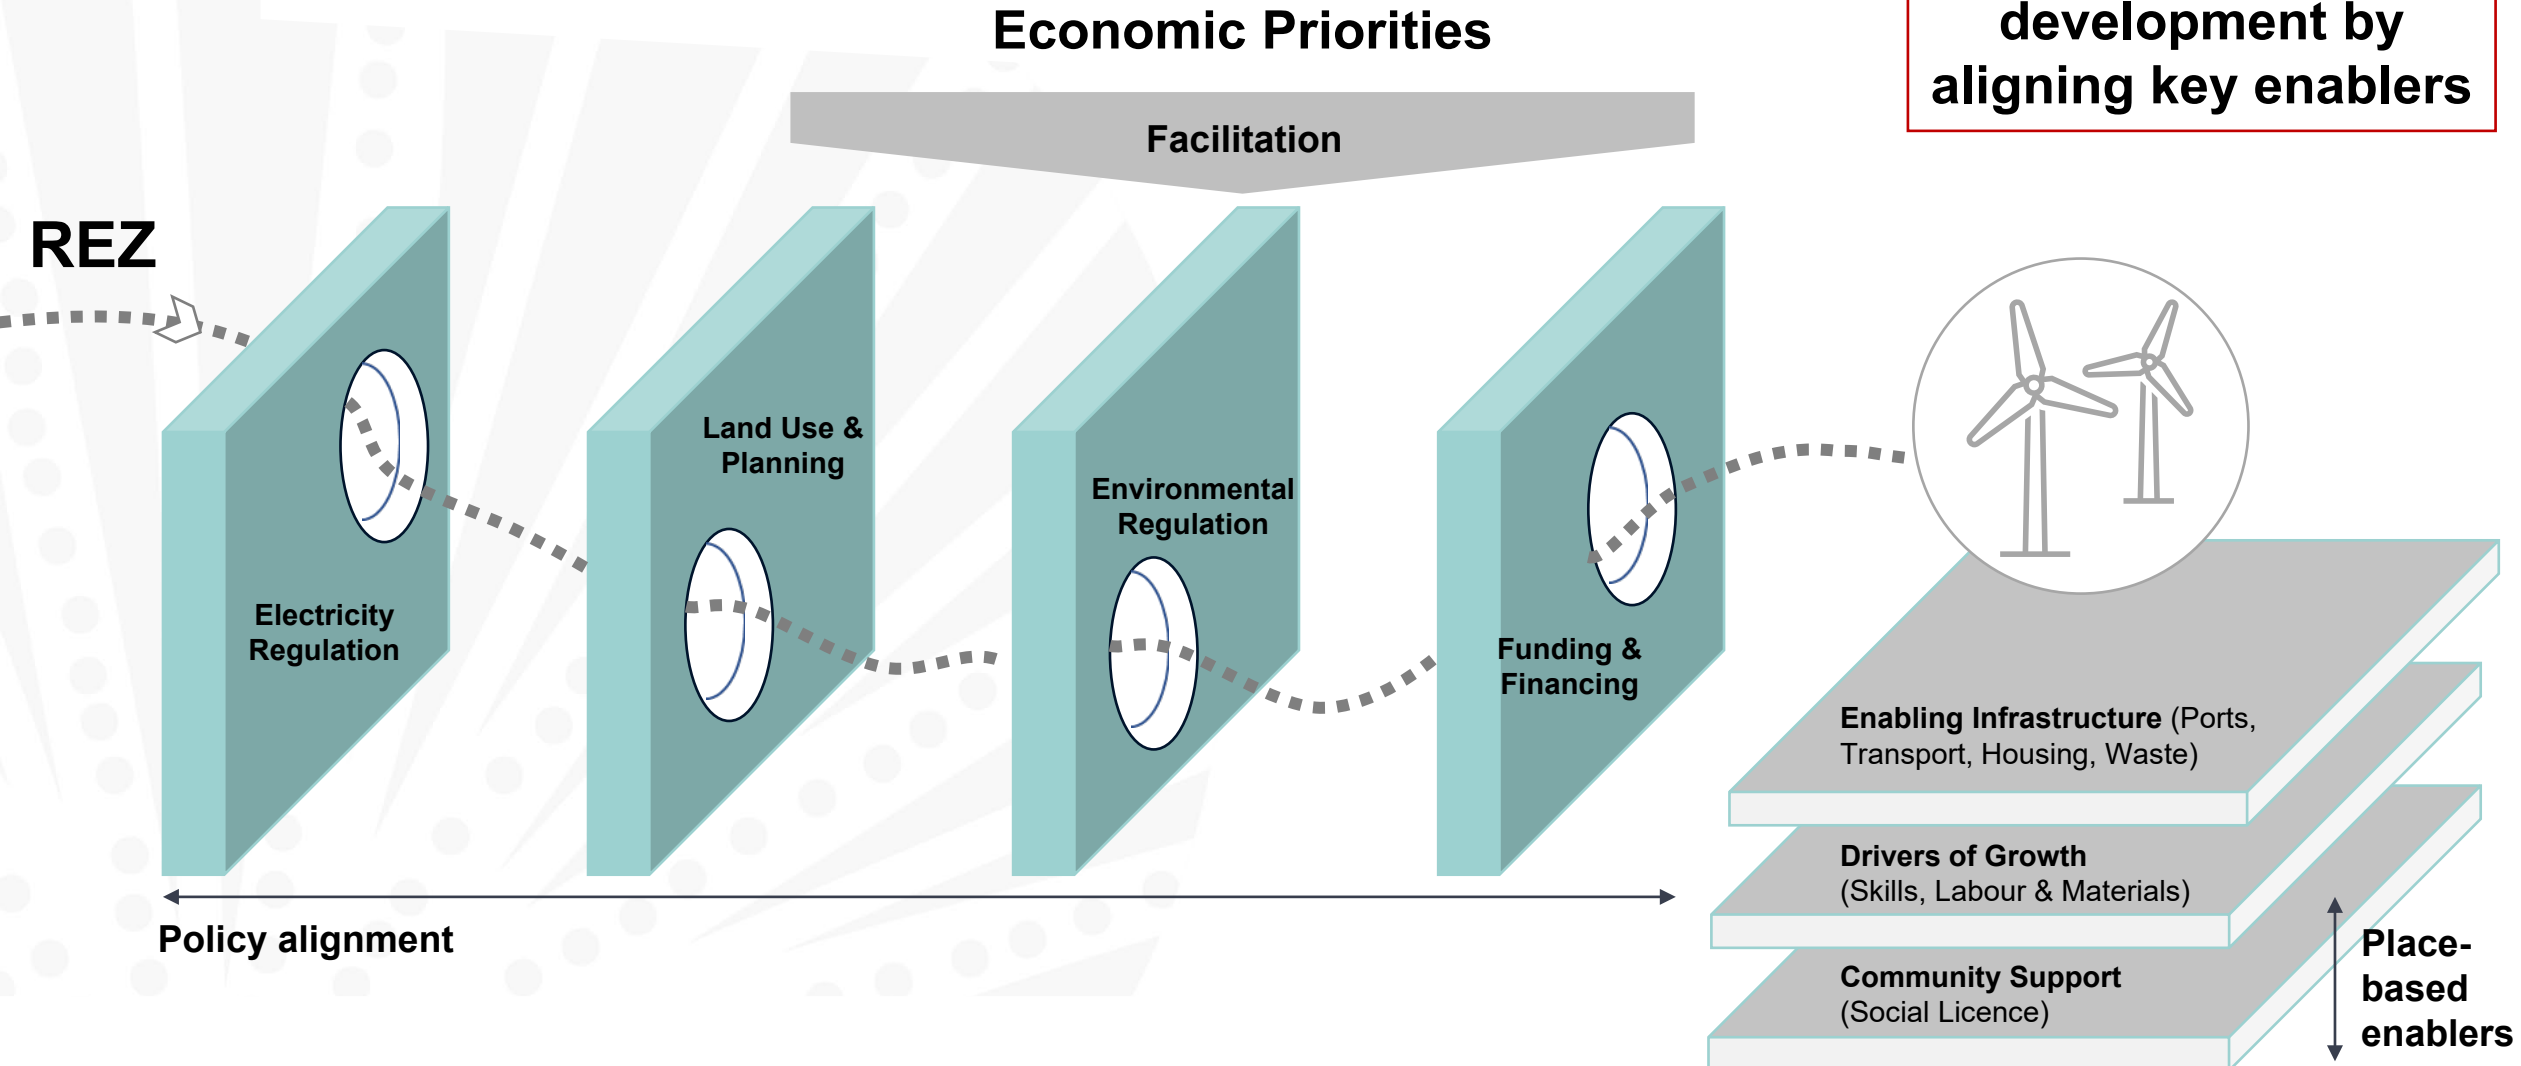 Economic Priorities
development by
aligning key enablers
Facilitation
REZ
Electricity
Regulation
Land Use &
Planning
Environmental
Regulation
Funding &
Financing
Policy alignment
Enabling Infrastructure (Ports,
Transport, Housing, Waste)
Drivers of Growth
(Skills, Labour & Materials)
Community Support
(Social Licence)
Place-
based
enablers